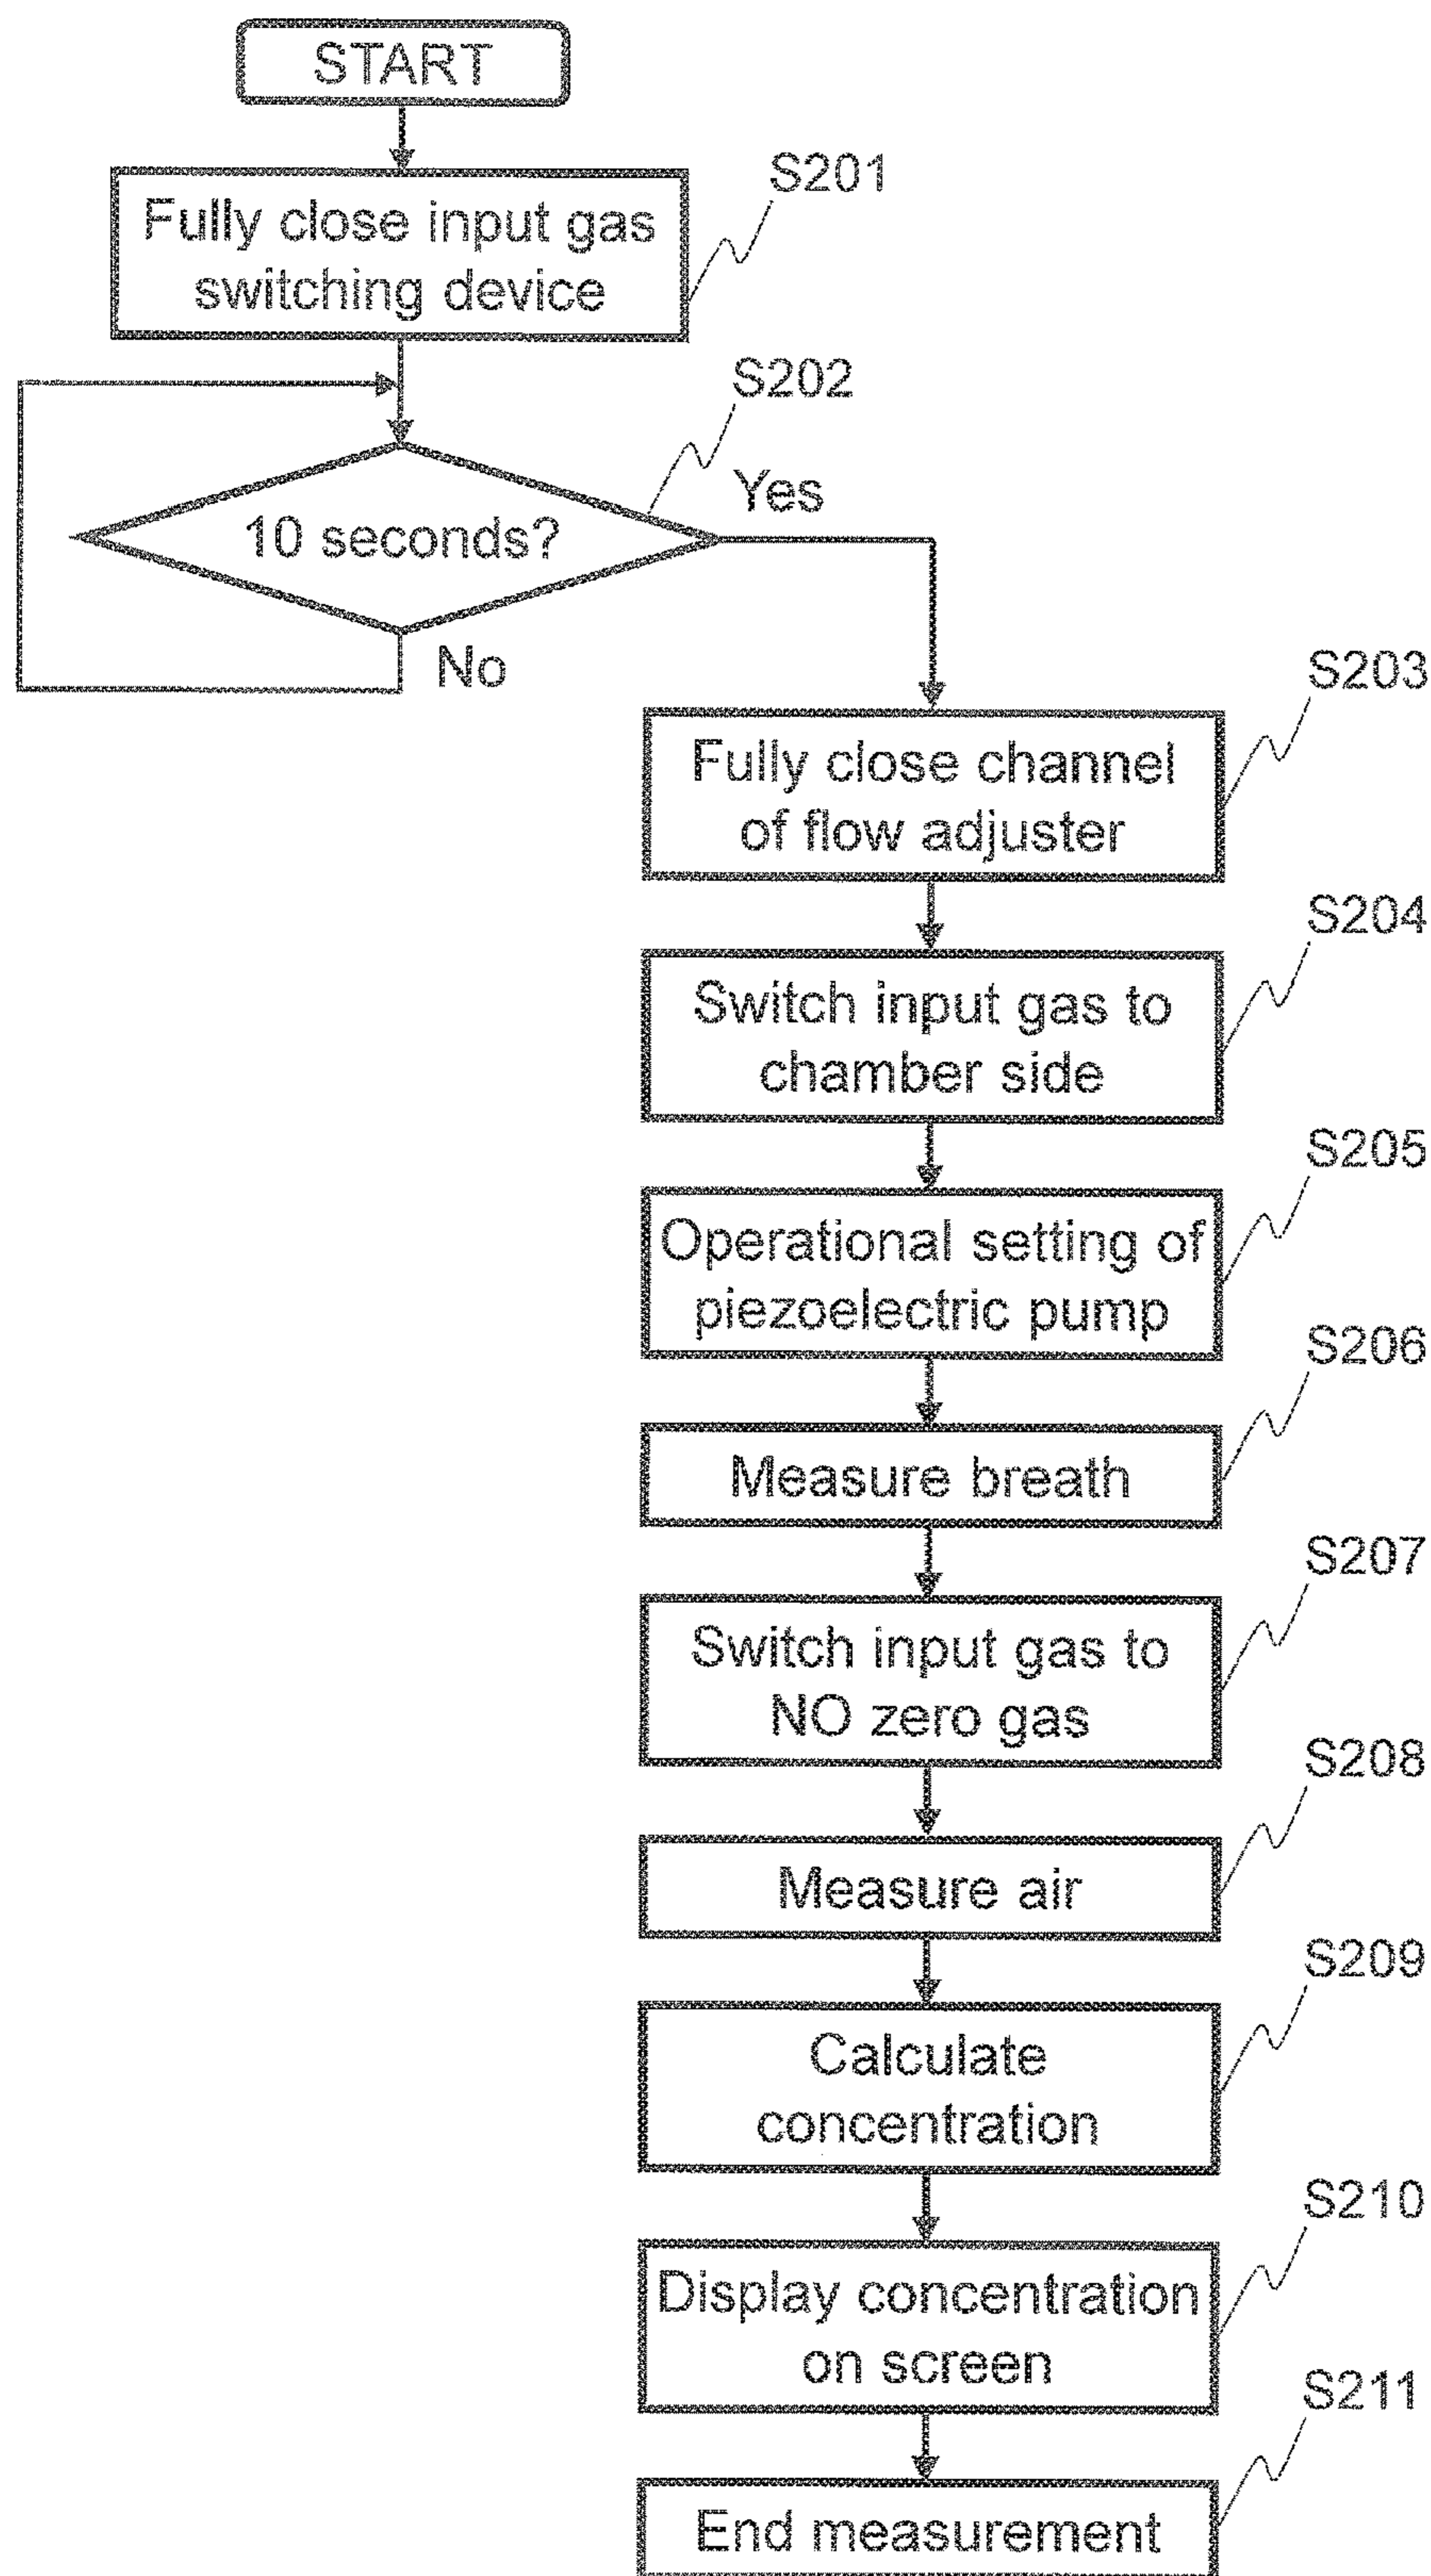 START
S201
Fully close input gas
switching device
S202
10 seconds?
Yes
No
S203
Fully close channel
of flow adjuster
S204
Switch input gas to
chamber side
S205
Operational setting of
piezoelectric pump
S206
Measure breath
S207
Switch input gas to
NO zero gas
S208
Measure air
S209
Calculate
concentration
S210
Display concentration
on screen
S211
End measurement